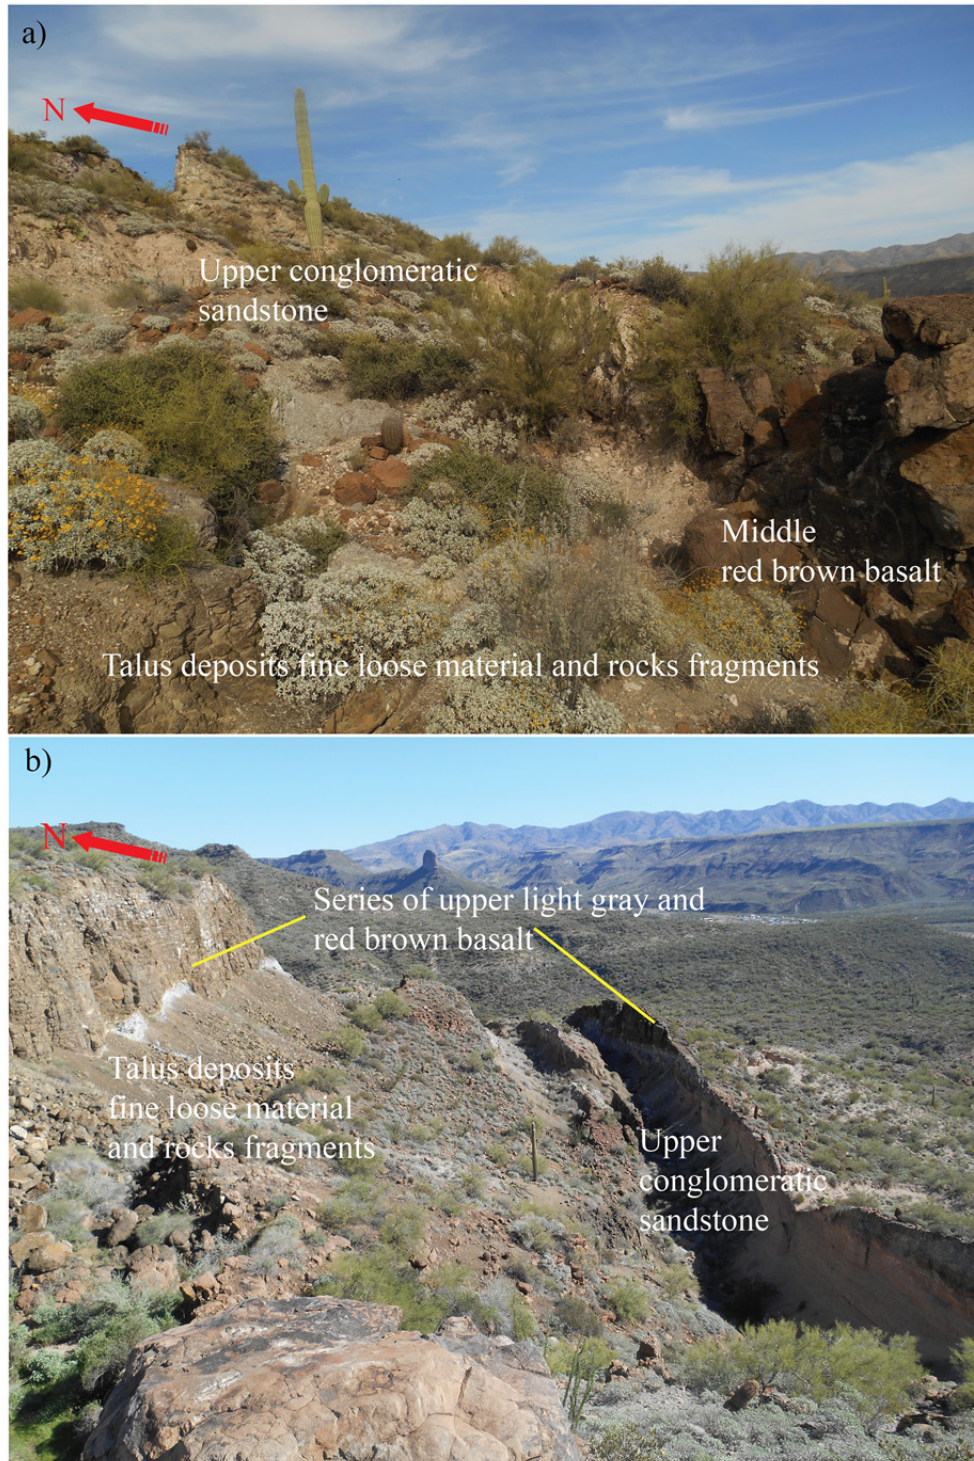 a)
N
Upper conglomeratic
sandstone
Middle
red brown basalt
Talus deposits fine loose material and rocks fragments
b)
N
Series of upper light gray and
red brown basalt
Talus deposits
fine loose material
and rocks fragments
Upper
conglomeratic
sandstone